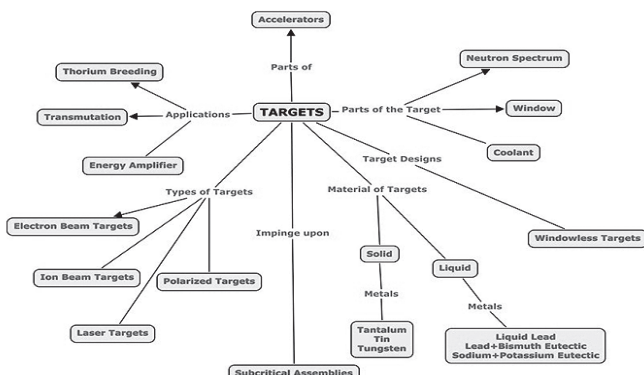 Accelerators
Parts of
Neutron Spectrum
Thorium Breeding
Transmutation
Applications
TARGETS
Parts of the Target
Window
Coolant
Energy Amplifier
Target Designs
Types of Targets
Material of Targets
Electron Beam Targets
Impinge upon
Windowless Targets
Solid
Liquid
Ion Beam Targets
Polarized Targets
Metals
Metals
Laser Targets
Tantalum
Tin
Tungsten
Liquid Lead
Lead+Bismuth Eutectic
Sodium+Potassium Eutectic
Subcritical Assemblies